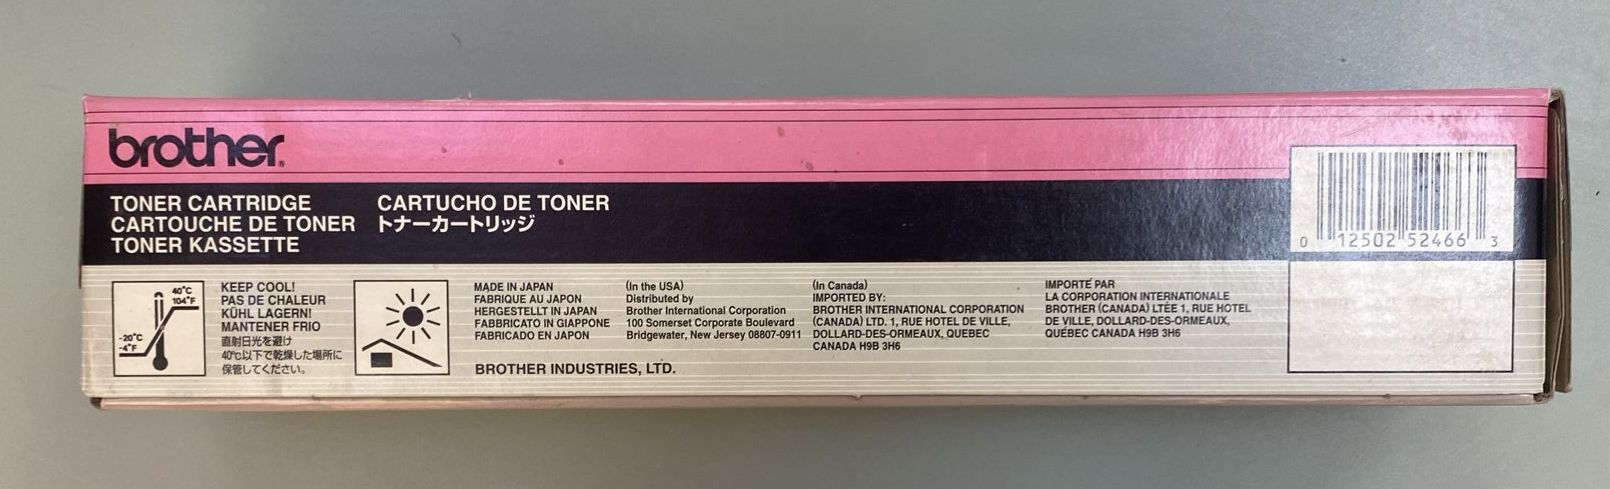 brother
TONER CARTRIDGE
CARTOUCHE DE TONER
TONER KASSETTE
CARTUCHO DE TONER
トナーカートリッジ
0 12502 52466 3
40°C
104°F
-20°C
-4°F
KEEP COOL!
PAS DE CHALEUR
KÜHL LAGERN!
MANTENER FRIO
直射日光を避け
40℃以下で乾燥した場所に
保管してください。
MADE IN JAPAN
FABRIQUE AU JAPON
HERGESTELLT IN JAPAN
FABBRICATO IN GIAPPONE
FABRICADO EN JAPON
(In the USA)
Distributed by
Brother International Corporation
100 Somerset Corporate Boulevard
Bridgewater, New Jersey 08807-0911
(In Canada)
IMPORTED BY:
BROTHER INTERNATIONAL CORPORATION
(CANADA) LTD. 1, RUE HOTEL DE VILLE,
DOLLARD-DES-ORMEAUX, QUEBEC
CANADA H9B 3H6
IMPORTÉ PAR
LA CORPORATION INTERNATIONALE
BROTHER (CANADA) LTÉE 1, RUE HOTEL
DE VILLE, DOLLARD-DES-ORMEAUX,
QUÉBEC CANADA H9B 3H6
BROTHER INDUSTRIES, LTD.